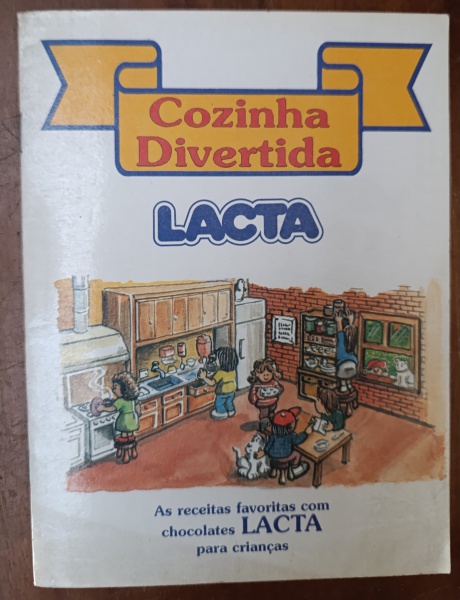 Cozinha
Divertida
LACTA
As receitas favoritas com
chocolates LACTA
para crianças